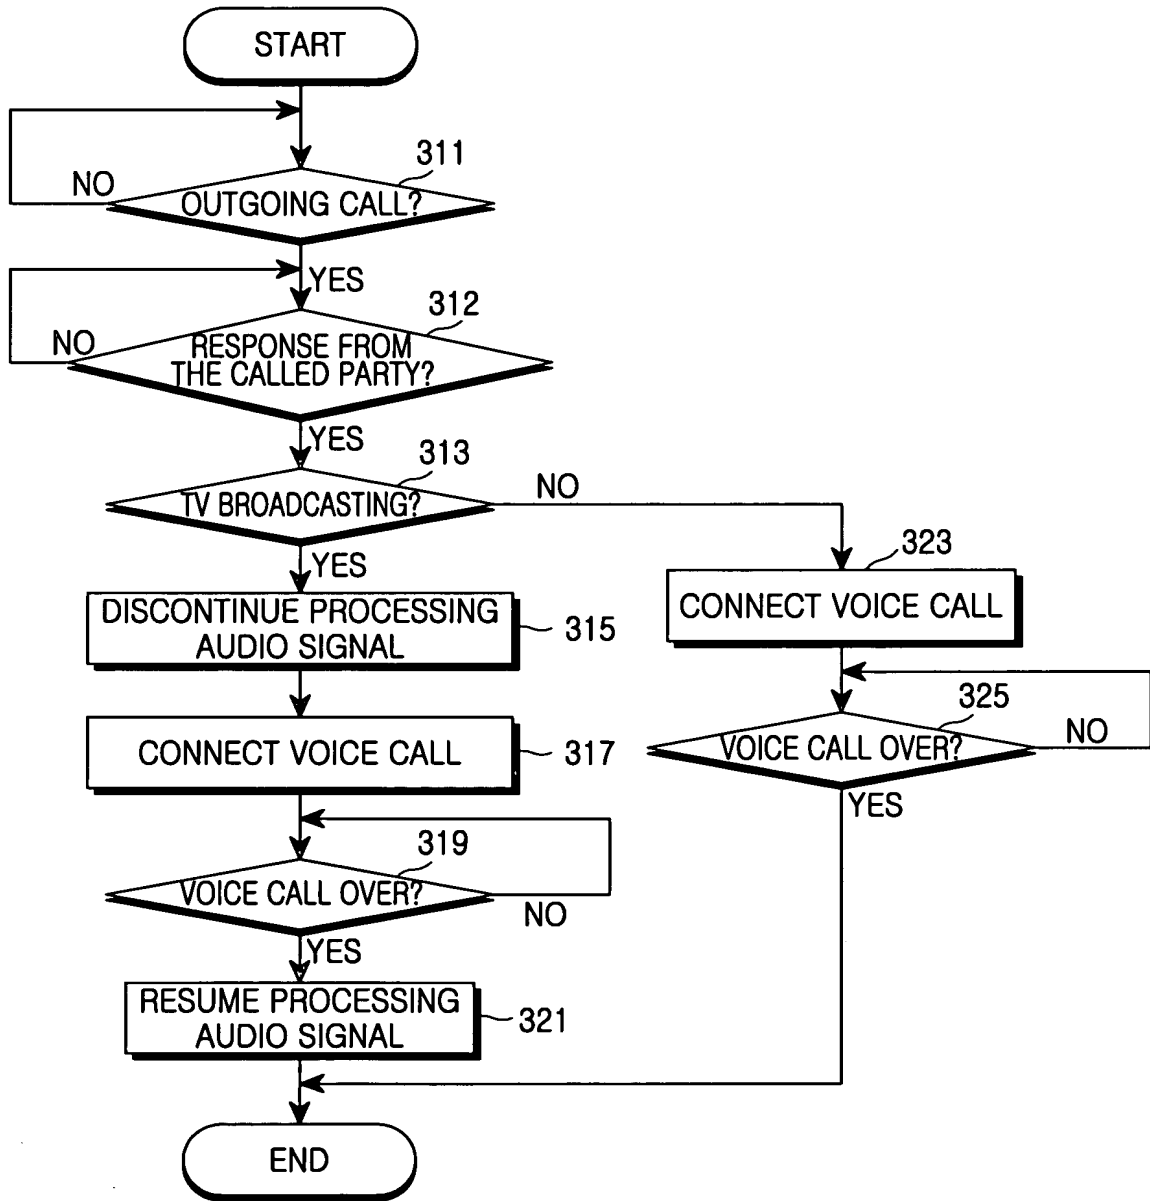 START
311
NO
OUTGOING CALL?
YES
312
NO
RESPONSE FROM
THE CALLED PARTY?
YES
313
TV BROADCASTING?
NO
YES
323
CONNECT VOICE CALL
DISCONTINUE PROCESSING
AUDIO SIGNAL
315
325
VOICE CALL OVER?
NO
YES
CONNECT VOICE CALL
317
319
VOICE CALL OVER?
NO
YES
RESUME PROCESSING
AUDIO SIGNAL
321
END